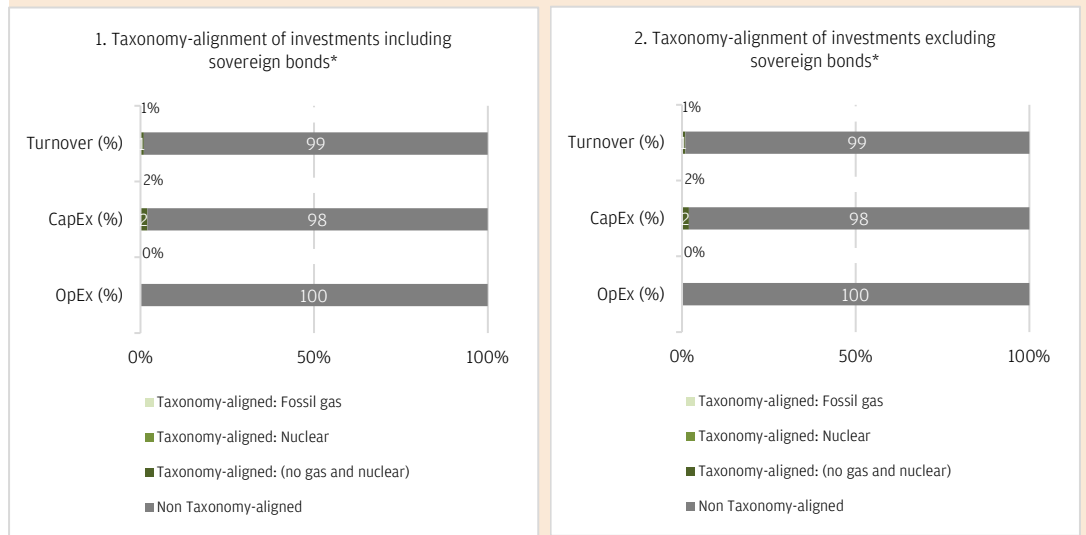 1. Taxonomy-alignment of investments including
sovereign bonds*
1%
Turnover (%)
1
99
2%
CapEx (%)
2
98
0%
OpEx (%)
100
0%
50%
100%
Taxonomy-aligned: Fossil gas
Taxonomy-aligned: Nuclear
Taxonomy-aligned: (no gas and nuclear)
Non Taxonomy-aligned
2. Taxonomy-alignment of investments excluding
sovereign bonds*
1%
Turnover (%)
1
99
2%
CapEx (%)
2
98
0%
OpEx (%)
100
0%
50%
100%
Taxonomy-aligned: Fossil gas
Taxonomy-aligned: Nuclear
Taxonomy-aligned: (no gas and nuclear)
Non Taxonomy-aligned